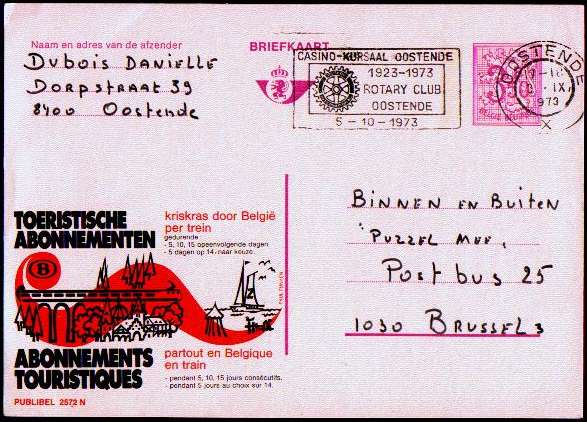 Naam en adres van de afzender
Dubois Danielle
Dorpstraat 39
8400 Oostende
BRIEFKAART
CASINO-KURSAAL OOSTENDE
1923-1973
ROTARY CLUB
OOSTENDE
5-10-1973
OOSTENDE
1973
X
BINNEN EN BUITEN
"PUZZEL MEE"
Postbus 25
1030 BRUSSEL 3
TOERISTISCHE
ABONNEMENTEN
kriskras door België
per trein
gedurende
- 5, 10, 15 opeenvolgende dagen
- 5 dagen op 14, naar keuze.
B
ABONNEMENTS
TOURISTIQUES
partout en Belgique
en train
- pendant 5, 10, 15 jours consécutifs.
- pendant 5 jours au choix sur 14.
PUBLIBEL 2572 N